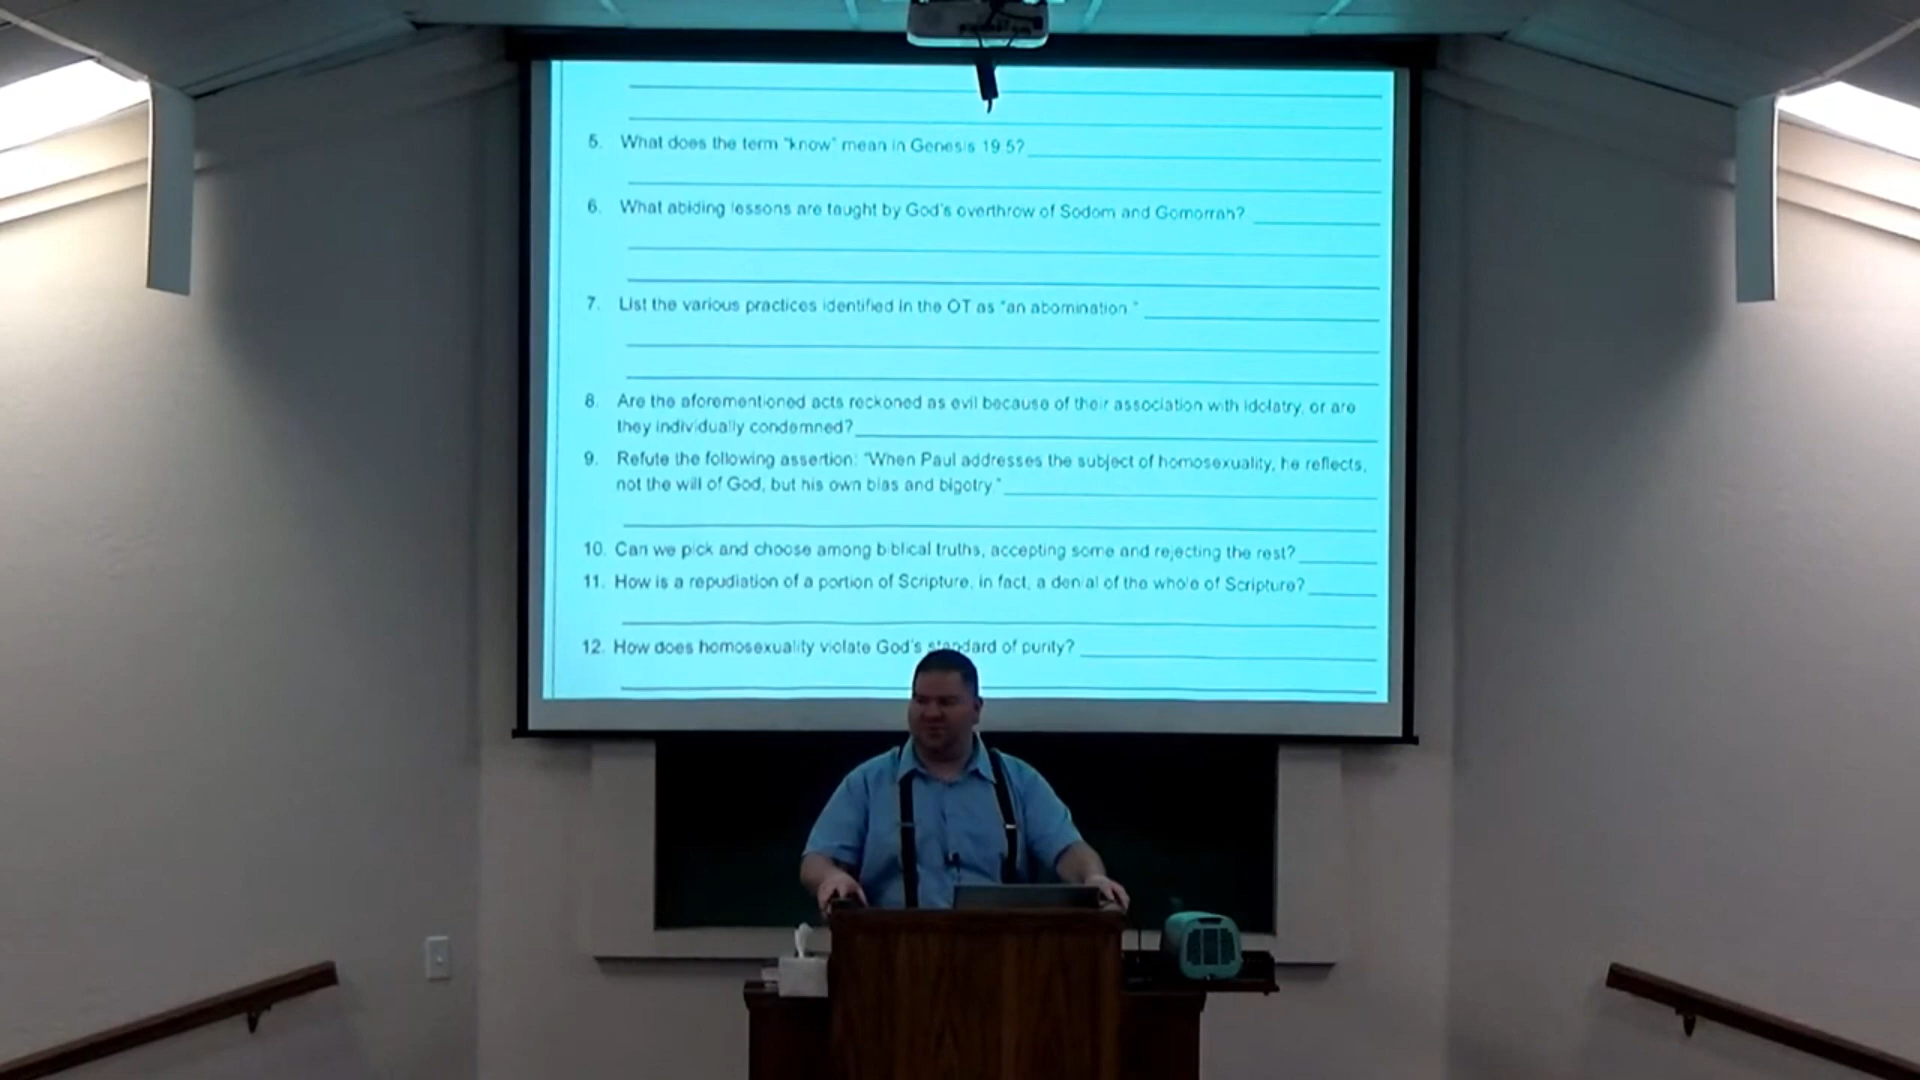 5. What does the term "know" mean in Genesis 19:5?
6. What abiding lessons are taught by God's overthrow of Sodom and Gomorrah?
7. List the various practices identified in the OT as "an abomination."
8. Are the aforementioned acts reckoned as evil because of their association with idolatry, or are
they individually condemned?
9. Refute the following assertion: "When Paul addresses the subject of homosexuality, he reflects,
not the will of God, but his own bias and bigotry."
10. Can we pick and choose among biblical truths, accepting some and rejecting the rest?
11. How is a repudiation of a portion of Scripture, in fact, a denial of the whole of Scripture?
12. How does homosexuality violate God's standard of purity?